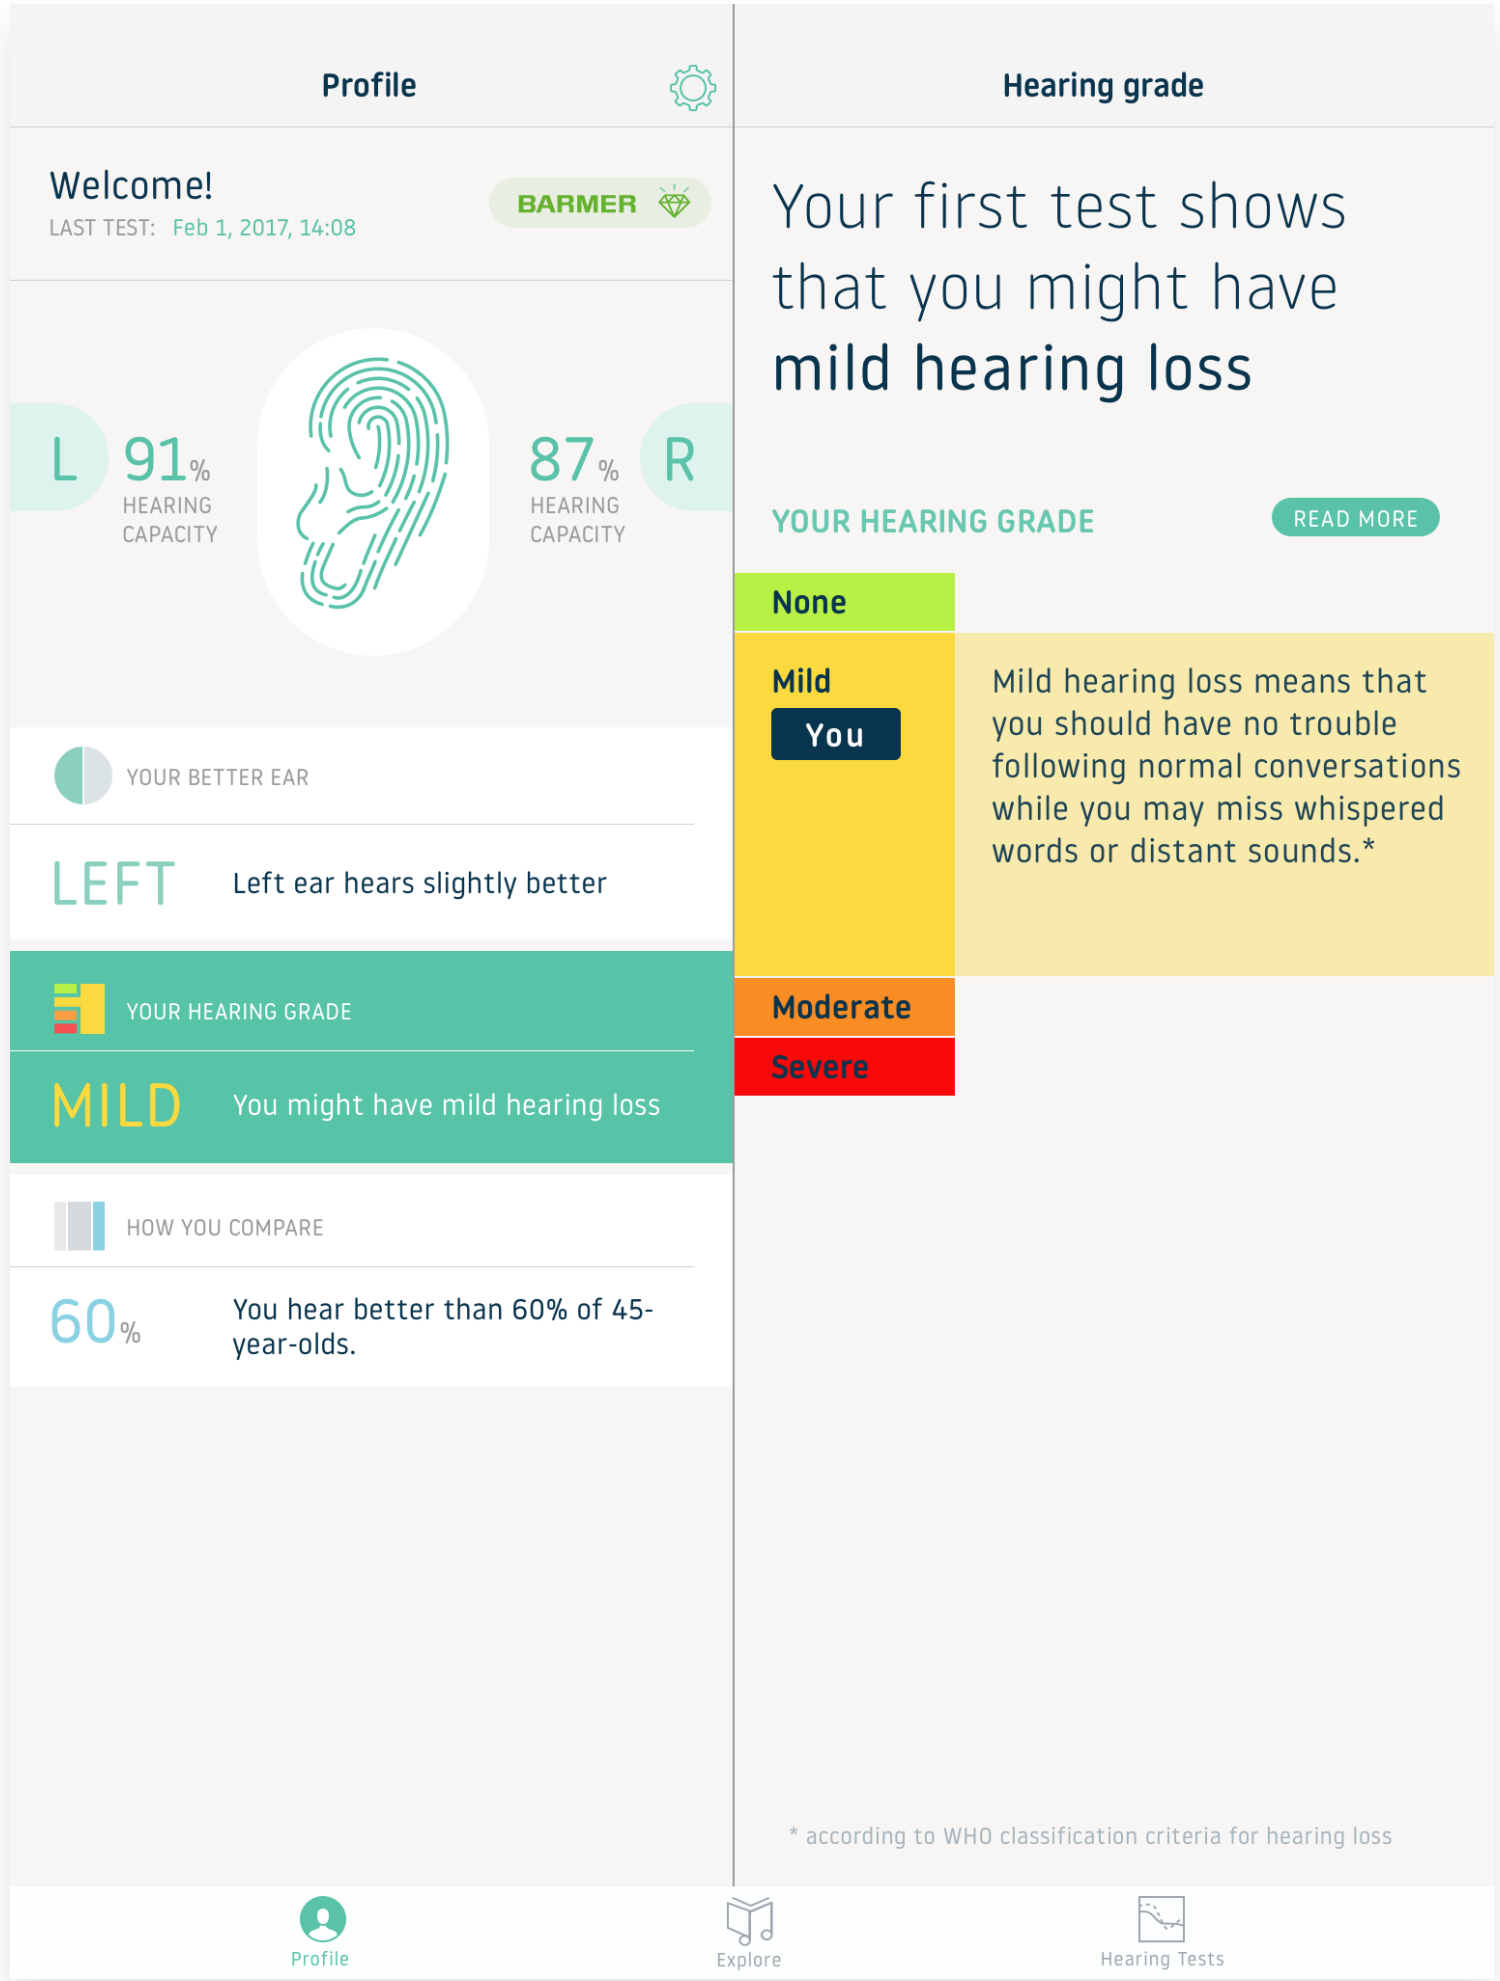 Profile
Welcome!
LAST TEST: Feb 1, 2017, 14:08
BARMER
L
91%
HEARING
CAPACITY
87%
HEARING
CAPACITY
R
YOUR BETTER EAR
LEFT
Left ear hears slightly better
YOUR HEARING GRADE
MILD
You might have mild hearing loss
HOW YOU COMPARE
60%
You hear better than 60% of 45-
year-olds.
Hearing grade
Your first test shows
that you might have
mild hearing loss
YOUR HEARING GRADE
READ MORE
None
Mild
You
Mild hearing loss means that
you should have no trouble
following normal conversations
while you may miss whispered
words or distant sounds.*
Moderate
Severe
* according to WHO classification criteria for hearing loss
Profile
Explore
Hearing Tests